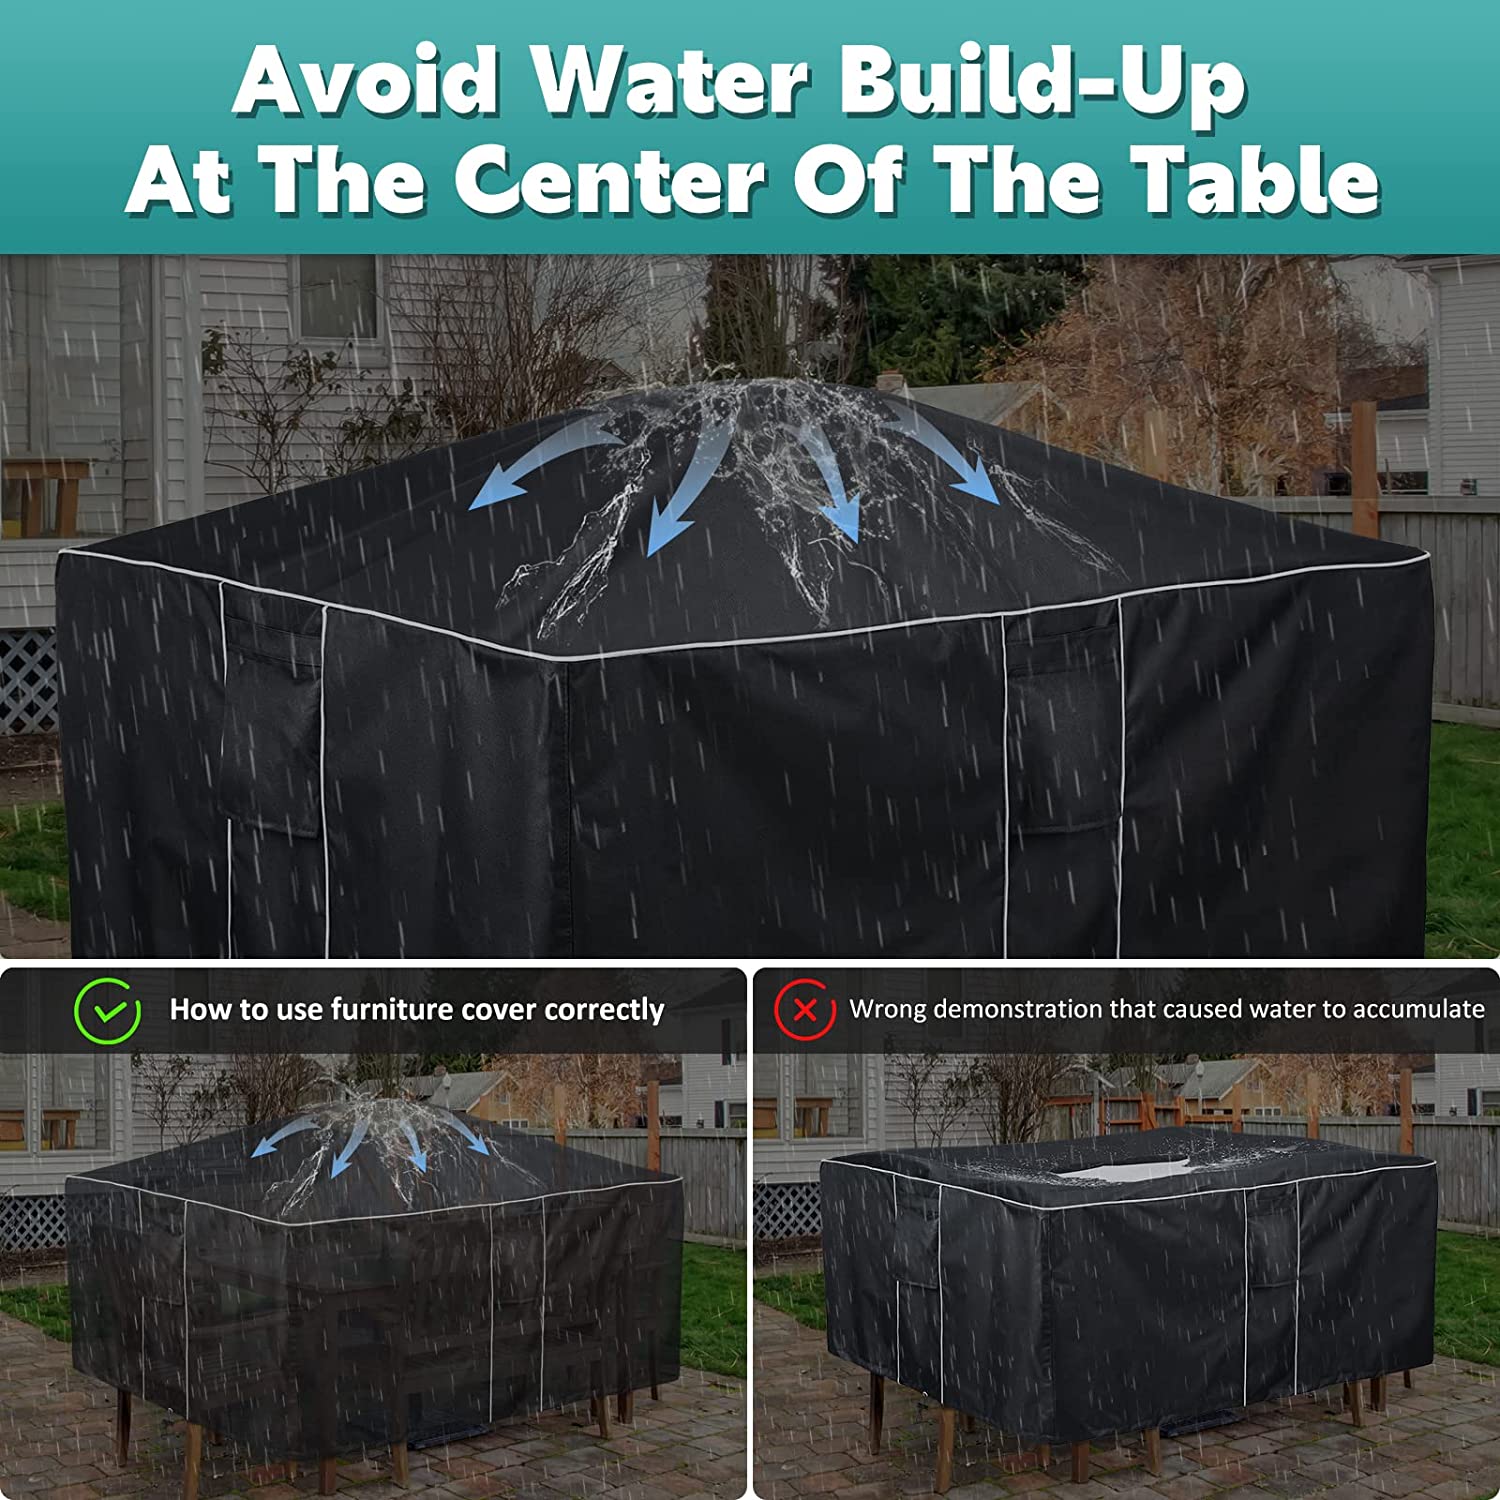 Avoid Water Build-Up
At The Center Of The Table
How to use furniture cover correctly
Wrong demonstration that caused water to accumulate